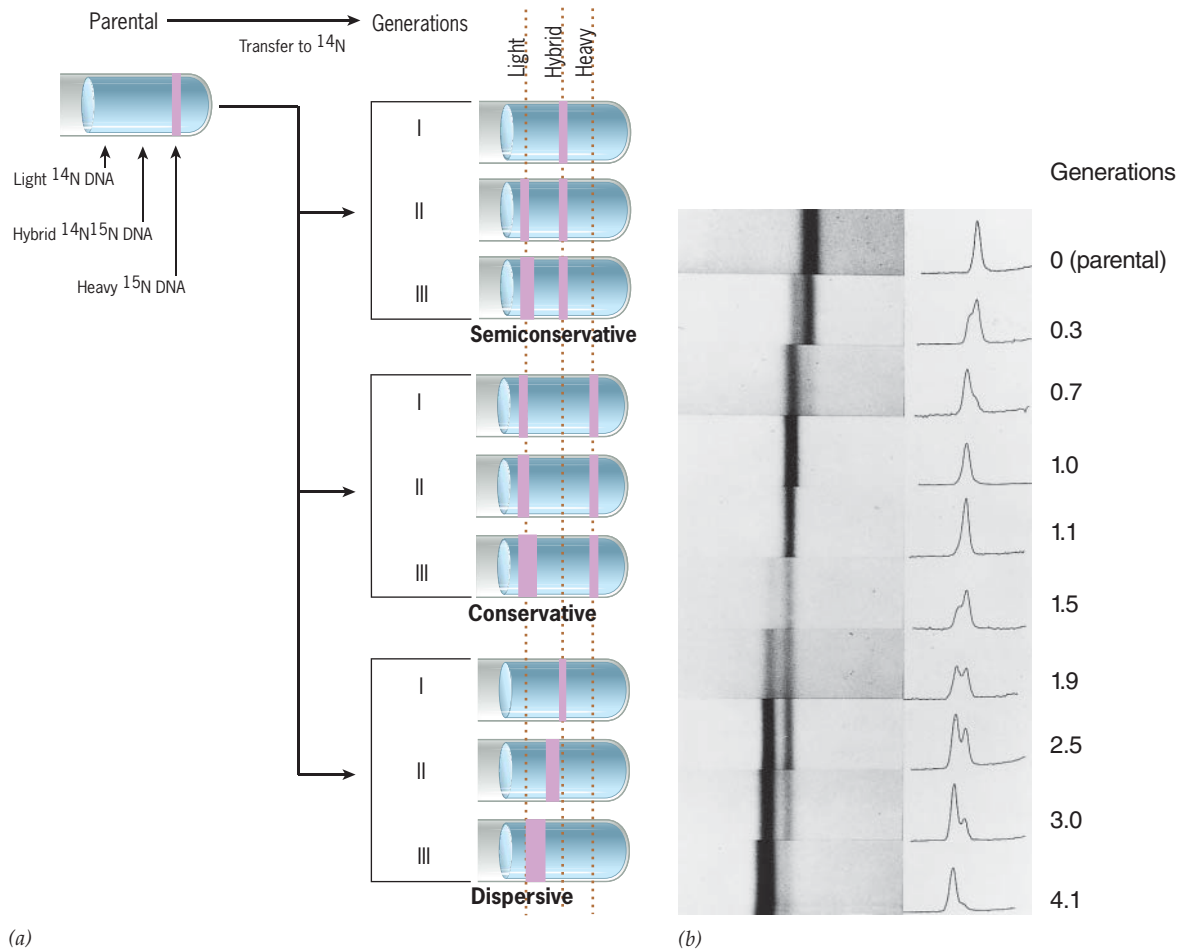 Parental
Transfer to ¹⁴N
Generations
Light
Hybrid
Heavy
Light ¹⁴N DNA
Hybrid ¹⁴N¹⁵N DNA
Heavy ¹⁵N DNA
I
II
III
Semiconservative
I
II
III
Conservative
I
II
III
Dispersive
(a)
Generations
0 (parental)
0.3
0.7
1.0
1.1
1.5
1.9
2.5
3.0
4.1
(b)